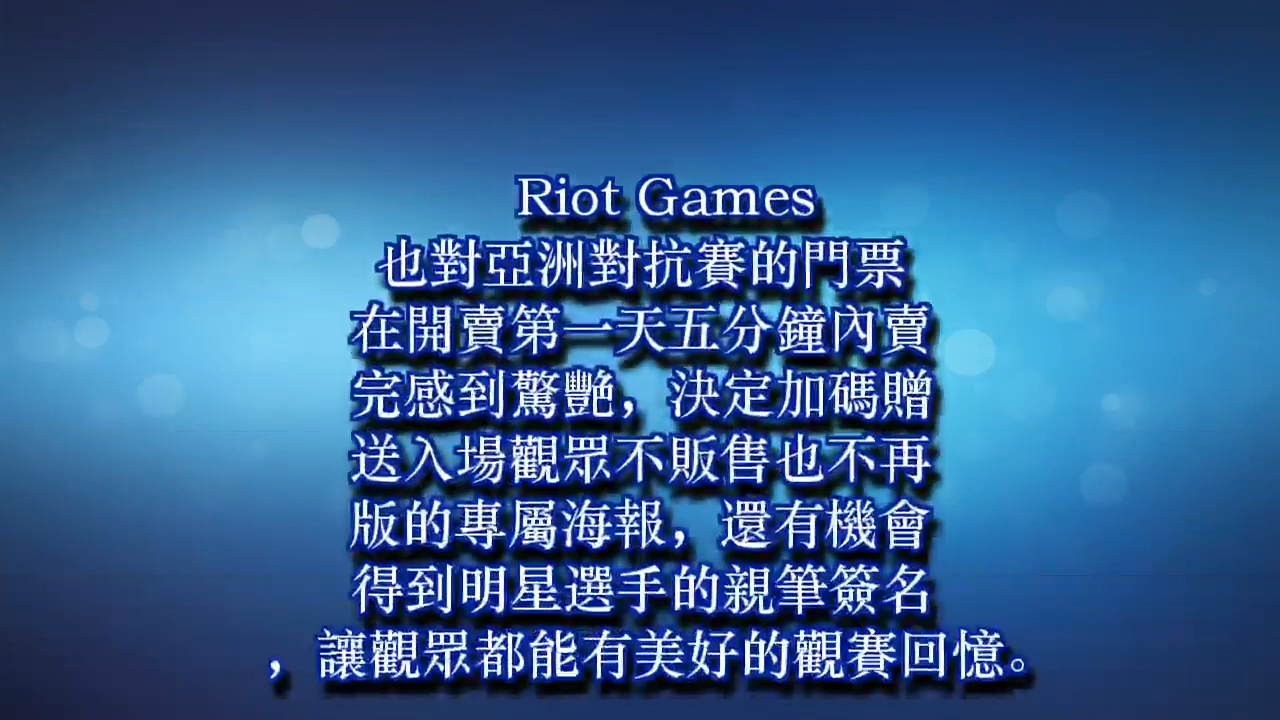 Riot Games
也對亞洲對抗賽的門票
在開賣第一天五分鐘內賣
完感到驚艷，決定加碼贈
送入場觀眾不販售也不再
版的專屬海報，還有機會
得到明星選手的親筆簽名
，讓觀眾都能有美好的觀賽回憶。